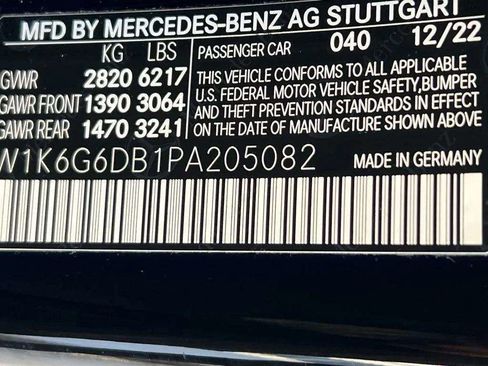 MFD BY MERCEDES-BENZ AG STUTTGART
KG LBS
PASSENGER CAR 040 12/22
GVWR 2820 6217
GAWR FRONT 1390 3064
GAWR REAR 1470 3241
THIS VEHICLE CONFORMS TO ALL APPLICABLE
U.S. FEDERAL MOTOR VEHICLE SAFETY, BUMPER
AND THEFT PREVENTION STANDARDS IN EFFECT
ON THE DATE OF MANUFACTURE SHOWN ABOVE
W1K6G6DB1PA205082
MADE IN GERMANY